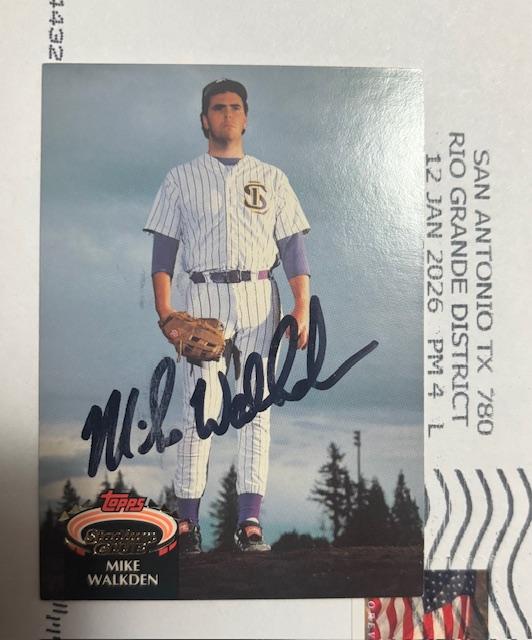 4432
SAN ANTONIO TX 780
RIO GRANDE DISTRICT
12 JAN 2026 PM 4 L
Mike Walkden
TOPPS
Stadium
CLUB
MIKE
WALKDEN